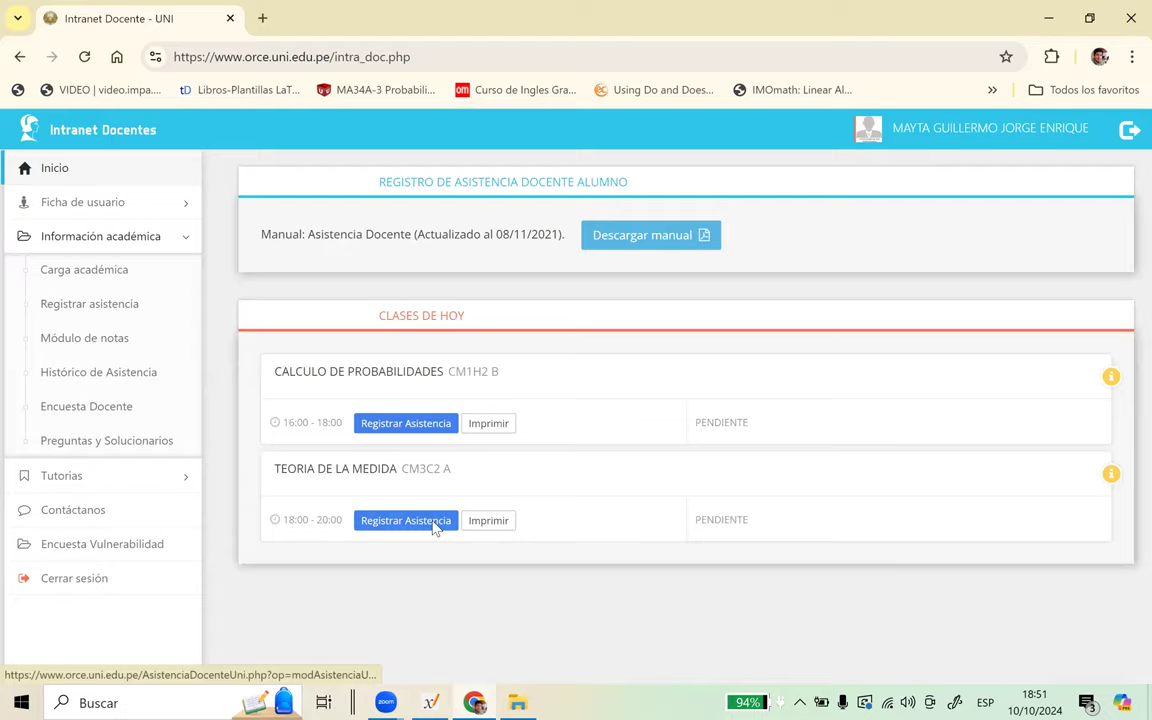 Intranet Docente - UNI
https://www.orce.uni.edu.pe/intra_doc.php
VIDEO | video.impa....
tD Libros-Plantillas LaT...
MA34A-3 Probabili...
om Curso de Ingles Gra...
Using Do and Does...
IMOmath: Linear Al...
Todos los favoritos
Intranet Docentes
MAYTA GUILLERMO JORGE ENRIQUE
Inicio
Ficha de usuario
Información académica
Carga académica
Registrar asistencia
Módulo de notas
Histórico de Asistencia
Encuesta Docente
Preguntas y Solucionarios
Tutorias
Contáctanos
Encuesta Vulnerabilidad
Cerrar sesión
REGISTRO DE ASISTENCIA DOCENTE ALUMNO
Manual: Asistencia Docente (Actualizado al 08/11/2021).
Descargar manual
CLASES DE HOY
CALCULO DE PROBABILIDADES CM1H2 B
16:00 - 18:00 Registrar Asistencia Imprimir PENDIENTE
TEORIA DE LA MEDIDA CM3C2 A
18:00 - 20:00 Registrar Asistencia Imprimir PENDIENTE
https://www.orce.uni.edu.pe/AsistenciaDocenteUni.php?op=modAsistenciaU...
Buscar
zoom
94%
ESP
18:51
10/10/2024
3